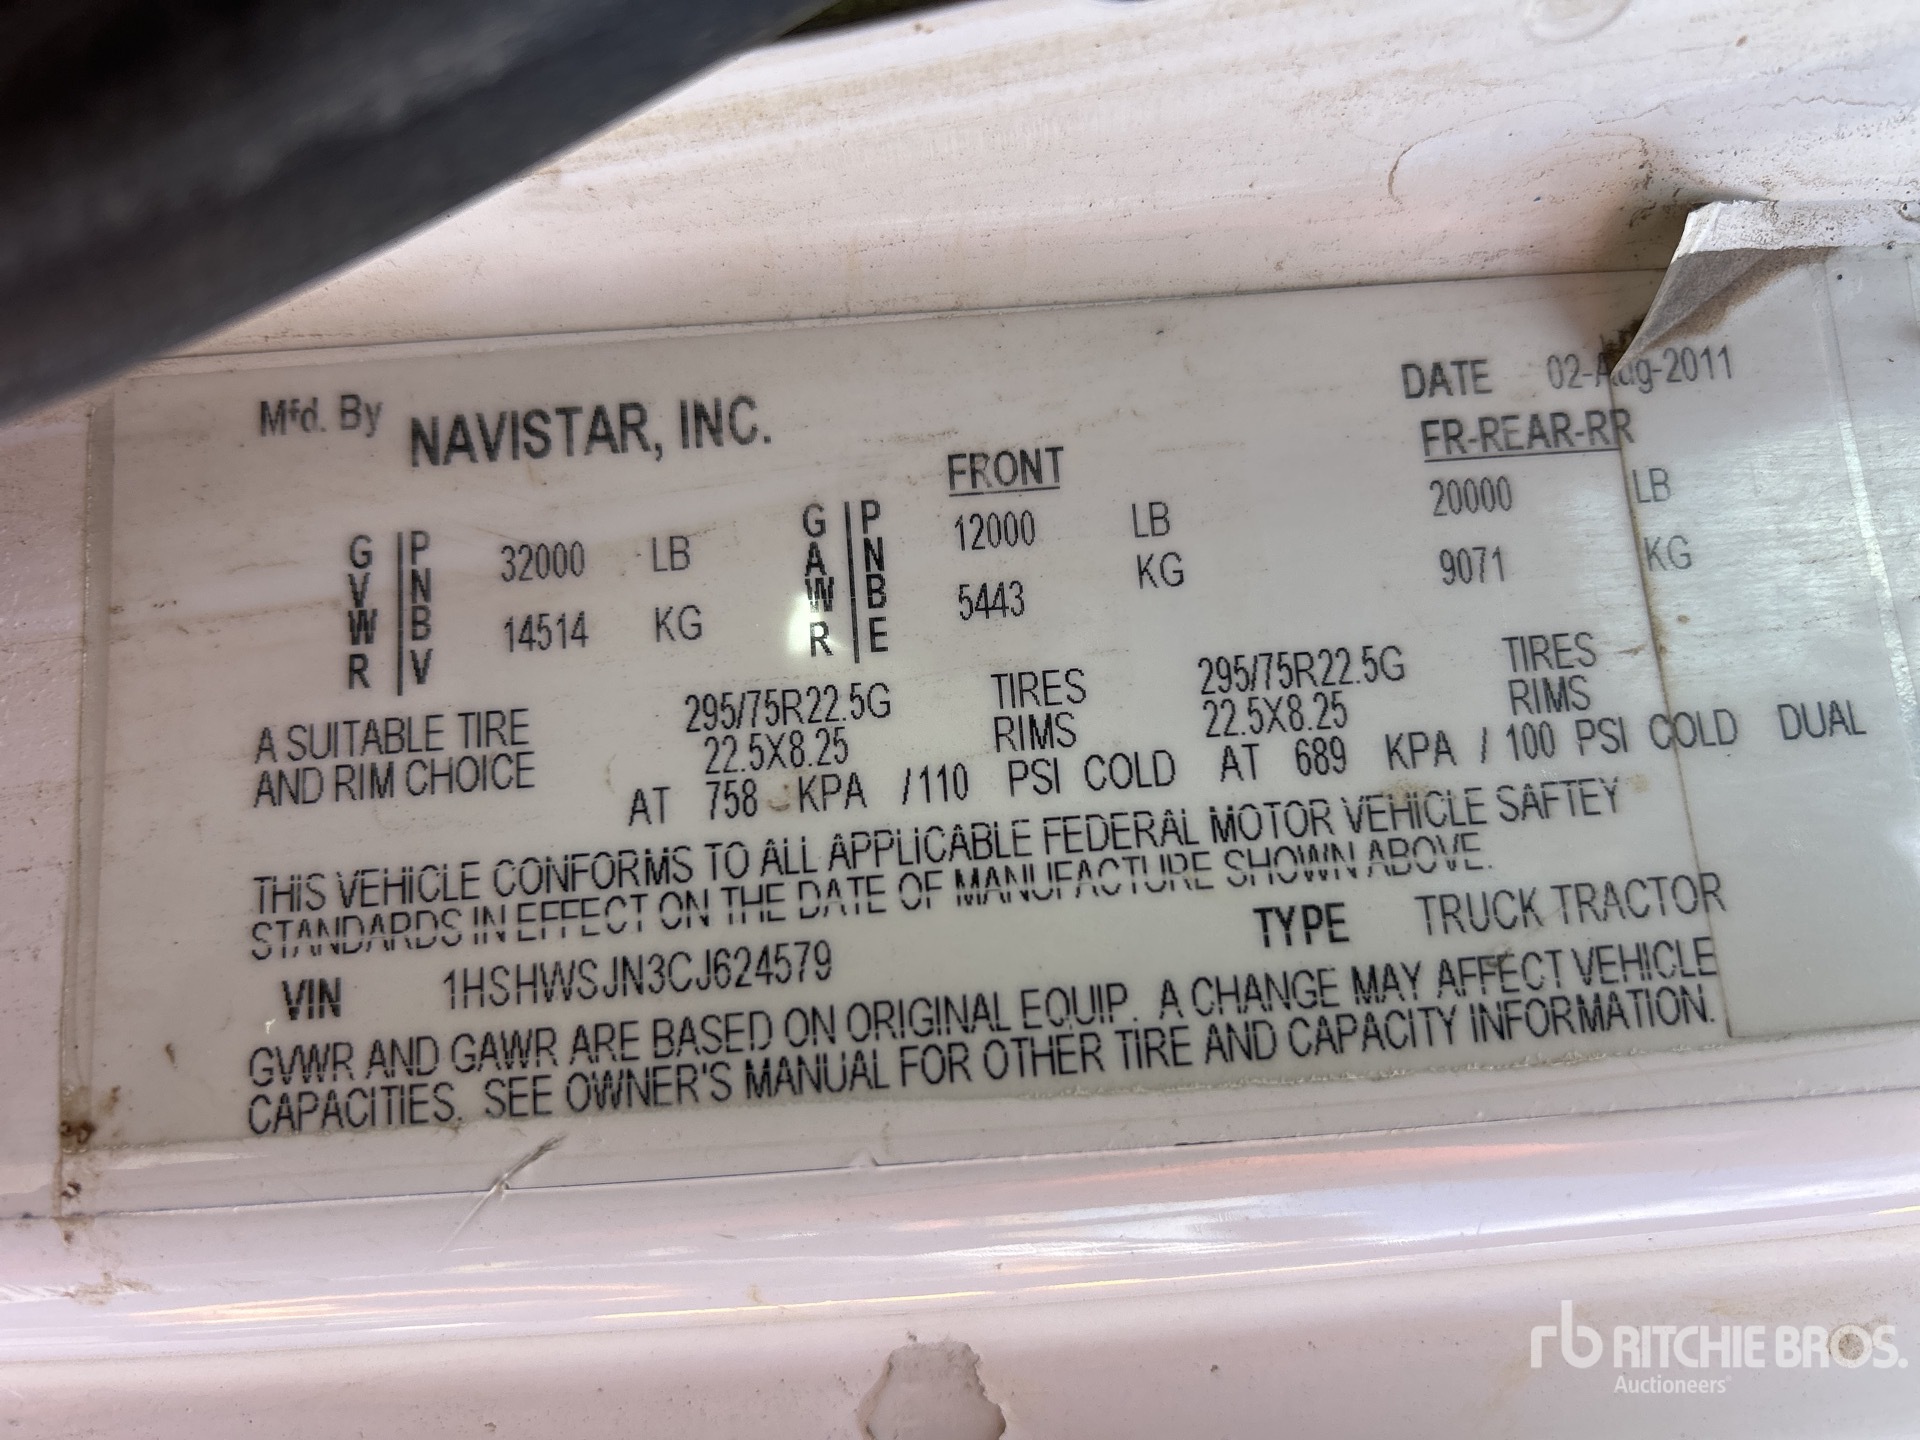 Mfd. By NAVISTAR, INC. DATE 02-Aug-2011
FRONT FR-REAR-RR
G V W R | P N B V 32000 LB G A W R | P N B E 12000 LB 20000 LB
14514 KG 5443 KG 9071 KG
A SUITABLE TIRE 295/75R22.5G TIRES 295/75R22.5G TIRES
AND RIM CHOICE 22.5X8.25 RIMS 22.5X8.25 RIMS
AT 758 KPA / 110 PSI COLD AT 689 KPA / 100 PSI COLD DUAL
THIS VEHICLE CONFORMS TO ALL APPLICABLE FEDERAL MOTOR VEHICLE SAFTEY
STANDARDS IN EFFECT ON THE DATE OF MANUFACTURE SHOWN ABOVE.
VIN 1HSHWSJN3CJ624579 TYPE TRUCK TRACTOR
GVWR AND GAWR ARE BASED ON ORIGINAL EQUIP. A CHANGE MAY AFFECT VEHICLE
CAPACITIES. SEE OWNER'S MANUAL FOR OTHER TIRE AND CAPACITY INFORMATION.
rb RITCHIE BROS.
Auctioneers